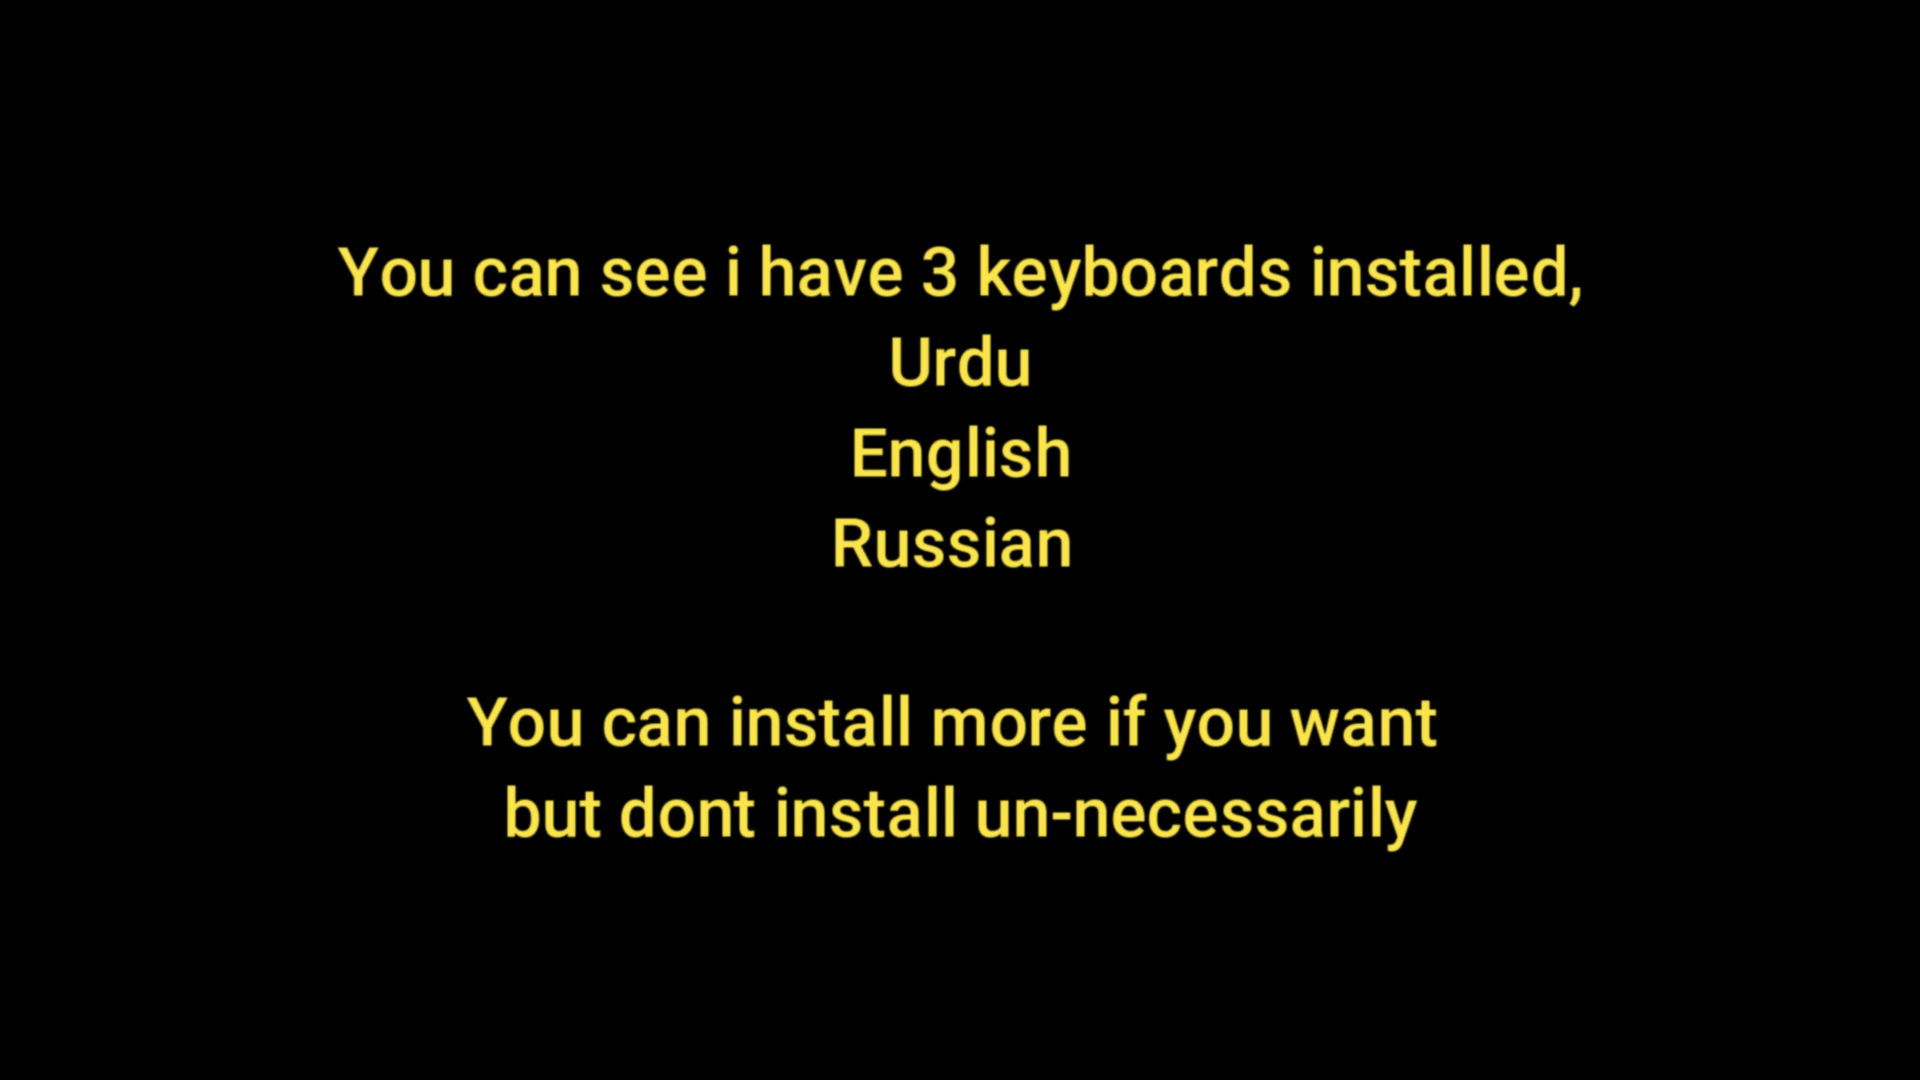 You can see i have 3 keyboards installed,
Urdu
English
Russian
You can install more if you want
but dont install un-necessarily